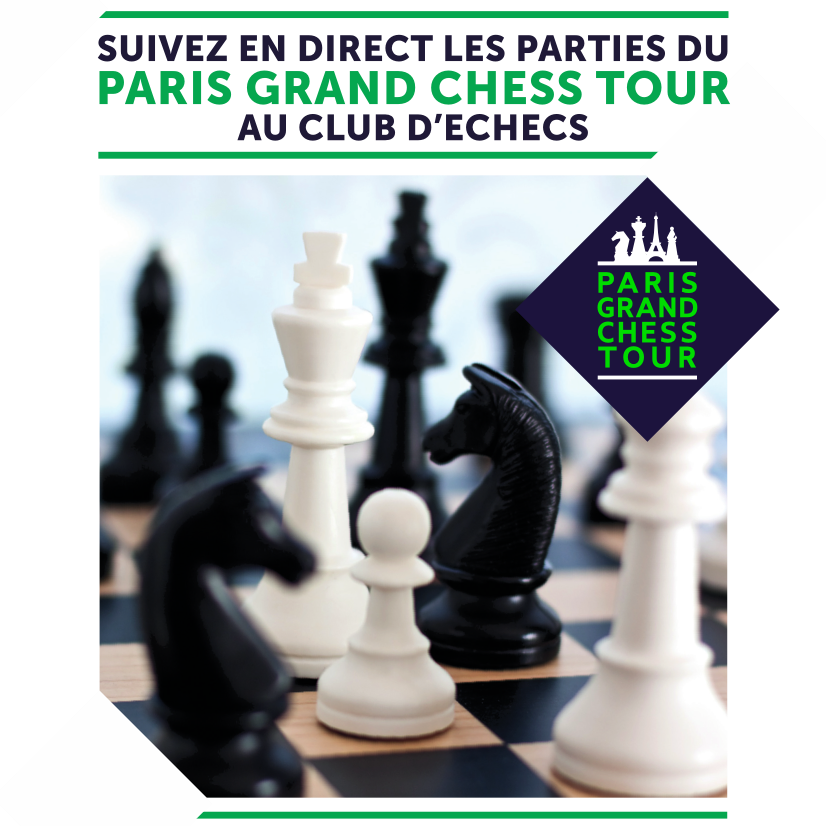 SUIVEZ EN DIRECT LES PARTIES DU
PARIS GRAND CHESS TOUR
AU CLUB D’ECHECS
PARIS
GRAND
CHESS
TOUR